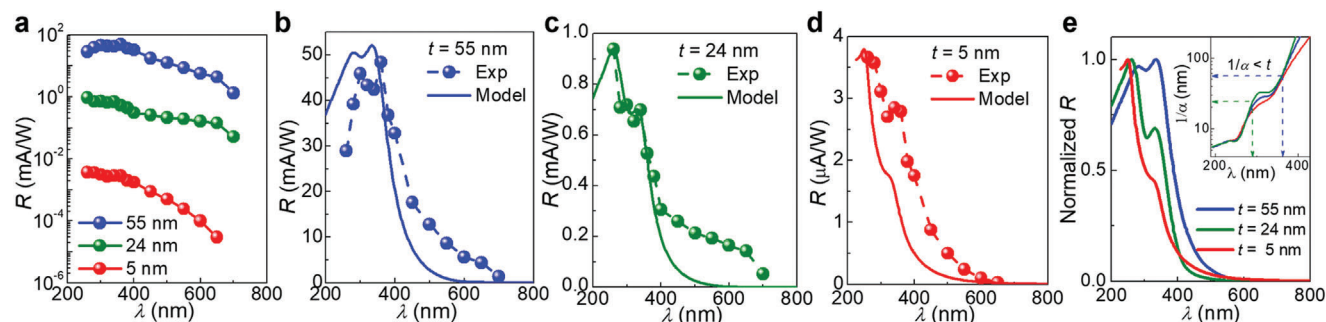 a
R (mA/W)
10²
10⁰
10⁻²
10⁻⁴
10⁻⁶
55 nm
24 nm
5 nm
200 400 600 800
λ (nm)
b
R (mA/W)
50
40
30
20
10
0
t = 55 nm
Exp
Model
200 400 600 800
λ (nm)
c
R (mA/W)
1.0
0.8
0.6
0.4
0.2
0.0
t = 24 nm
Exp
Model
200 400 600 800
λ (nm)
d
R (μA/W)
4
3
2
1
0
t = 5 nm
Exp
Model
200 400 600 800
λ (nm)
e
Normalized R
1.0
0.5
0.0
1/α < t
1/α (nm)
100
10
200 400
λ (nm)
t = 55 nm
t = 24 nm
t = 5 nm
200 400 600 800
λ (nm)